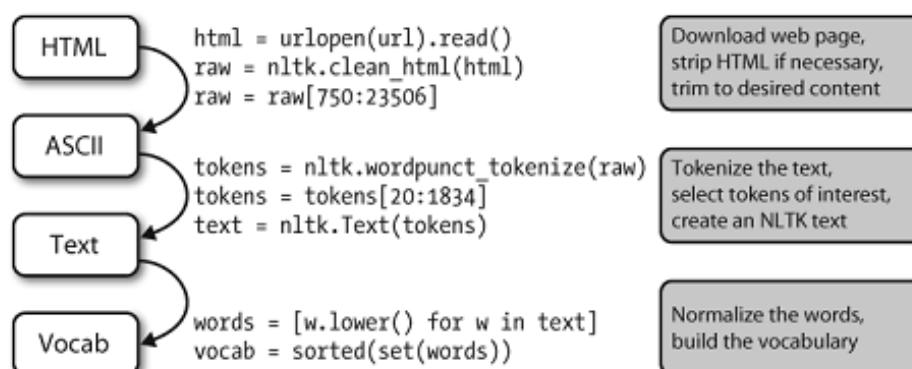 HTML
html = urlopen(url).read()
raw = nltk.clean_html(html)
raw = raw[750:23506]
Download web page,
strip HTML if necessary,
trim to desired content
ASCII
tokens = nltk.wordpunct_tokenize(raw)
tokens = tokens[20:1834]
text = nltk.Text(tokens)
Tokenize the text,
select tokens of interest,
create an NLTK text
Text
words = [w.lower() for w in text]
vocab = sorted(set(words))
Normalize the words,
build the vocabulary
Vocab